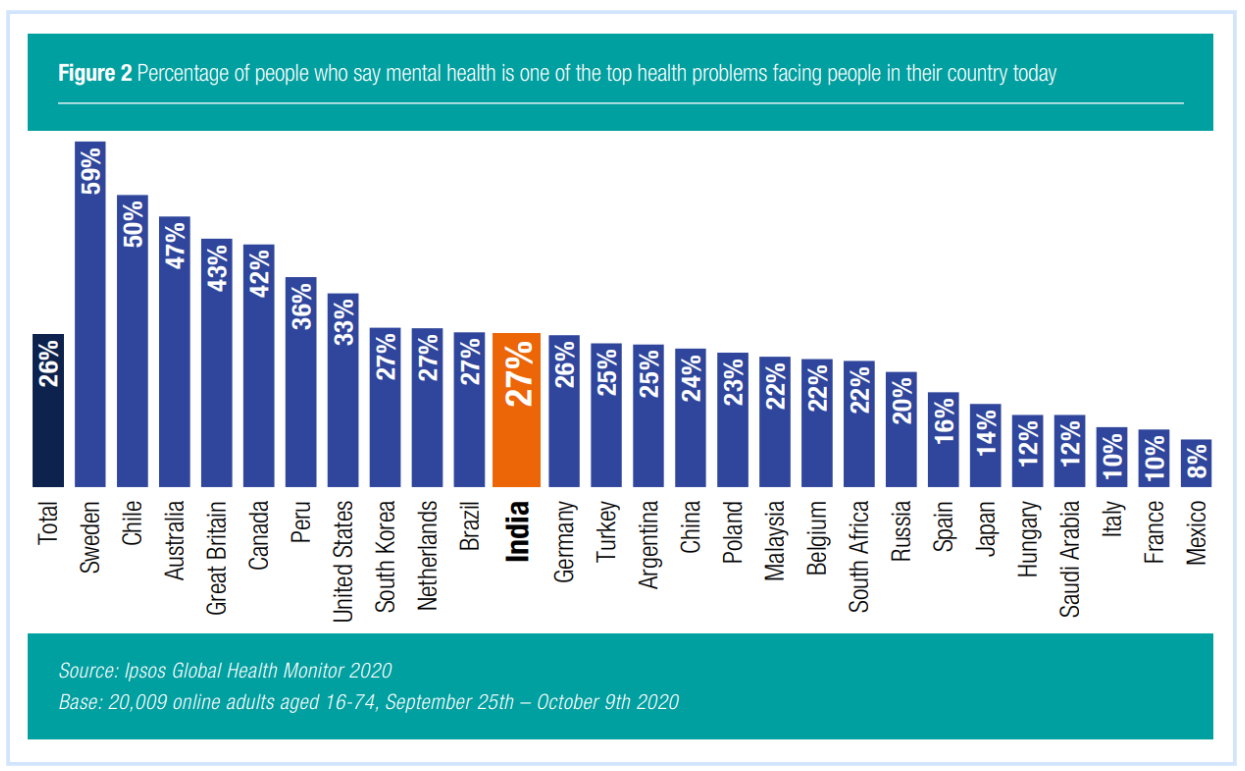 Figure 2 Percentage of people who say mental health is one of the top health problems facing people in their country today
26%
59%
50%
47%
43%
42%
36%
33%
27%
27%
27%
27%
26%
25%
25%
24%
23%
22%
22%
22%
20%
16%
14%
12%
12%
10%
10%
8%
Total
Sweden
Chile
Australia
Great Britain
Canada
Peru
United States
South Korea
Netherlands
Brazil
India
Germany
Turkey
Argentina
China
Poland
Malaysia
Belgium
South Africa
Russia
Spain
Japan
Hungary
Saudi Arabia
Italy
France
Mexico
Source: Ipsos Global Health Monitor 2020
Base: 20,009 online adults aged 16-74, September 25th – October 9th 2020